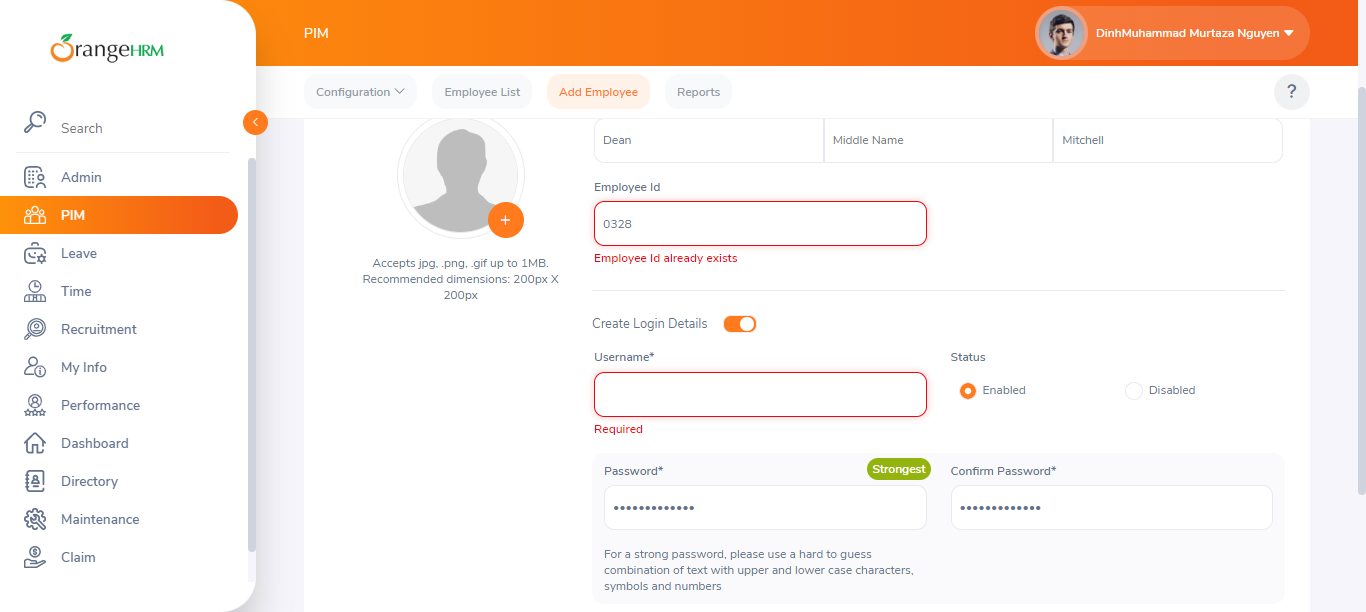 OrangeHRM
PIM
DinhMuhammad Murtaza Nguyen
Configuration
Employee List
Add Employee
Reports
?
Search
Admin
PIM
Leave
Time
Recruitment
My Info
Performance
Dashboard
Directory
Maintenance
Claim
Accepts jpg, .png, .gif up to 1MB.
Recommended dimensions: 200px X
200px
Dean
Middle Name
Mitchell
Employee Id
0328
Employee Id already exists
Create Login Details
Username*
Required
Status
Enabled
Disabled
Password*
Strongest
•••••••••••••
Confirm Password*
•••••••••••••
For a strong password, please use a hard to guess
combination of text with upper and lower case characters,
symbols and numbers